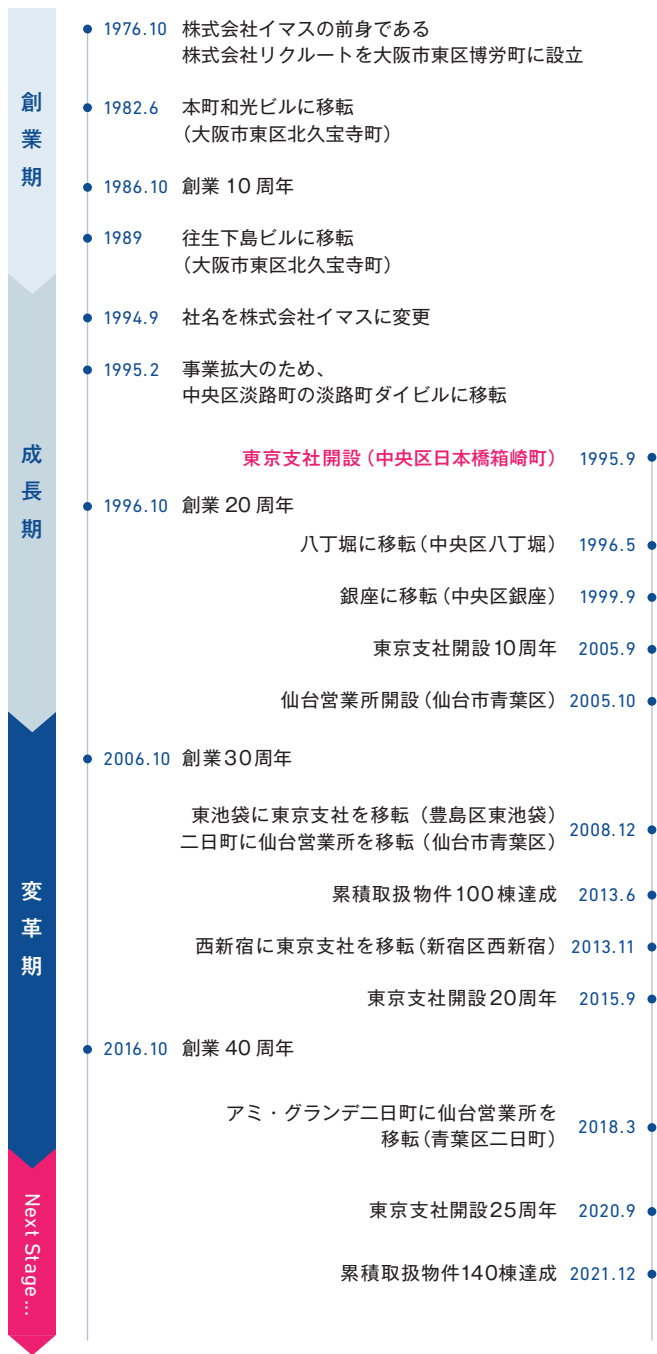 創業期
1976.10 株式会社イマスの前身である
株式会社リクルートを大阪市東区博労町に設立
1982.6 本町和光ビルに移転
（大阪市東区北久宝寺町）
1986.10 創業 10 周年
1989 往生下島ビルに移転
（大阪市東区北久宝寺町）
成長期
1994.9 社名を株式会社イマスに変更
1995.2 事業拡大のため、
中央区淡路町の淡路町ダイビルに移転
東京支社開設（中央区日本橋箱崎町） 1995.9
1996.10 創業 20 周年
八丁堀に移転（中央区八丁堀） 1996.5
銀座に移転（中央区銀座） 1999.9
東京支社開設10周年 2005.9
仙台営業所開設（仙台市青葉区） 2005.10
変革期
2006.10 創業30周年
東池袋に東京支社を移転（豊島区東池袋）
二日町に仙台営業所を移転（仙台市青葉区） 2008.12
累積取扱物件100棟達成 2013.6
西新宿に東京支社を移転（新宿区西新宿） 2013.11
東京支社開設20周年 2015.9
2016.10 創業 40 周年
アミ・グランデ二日町に仙台営業所を
移転（青葉区二日町） 2018.3
Next Stage...
東京支社開設25周年 2020.9
累積取扱物件140棟達成 2021.12